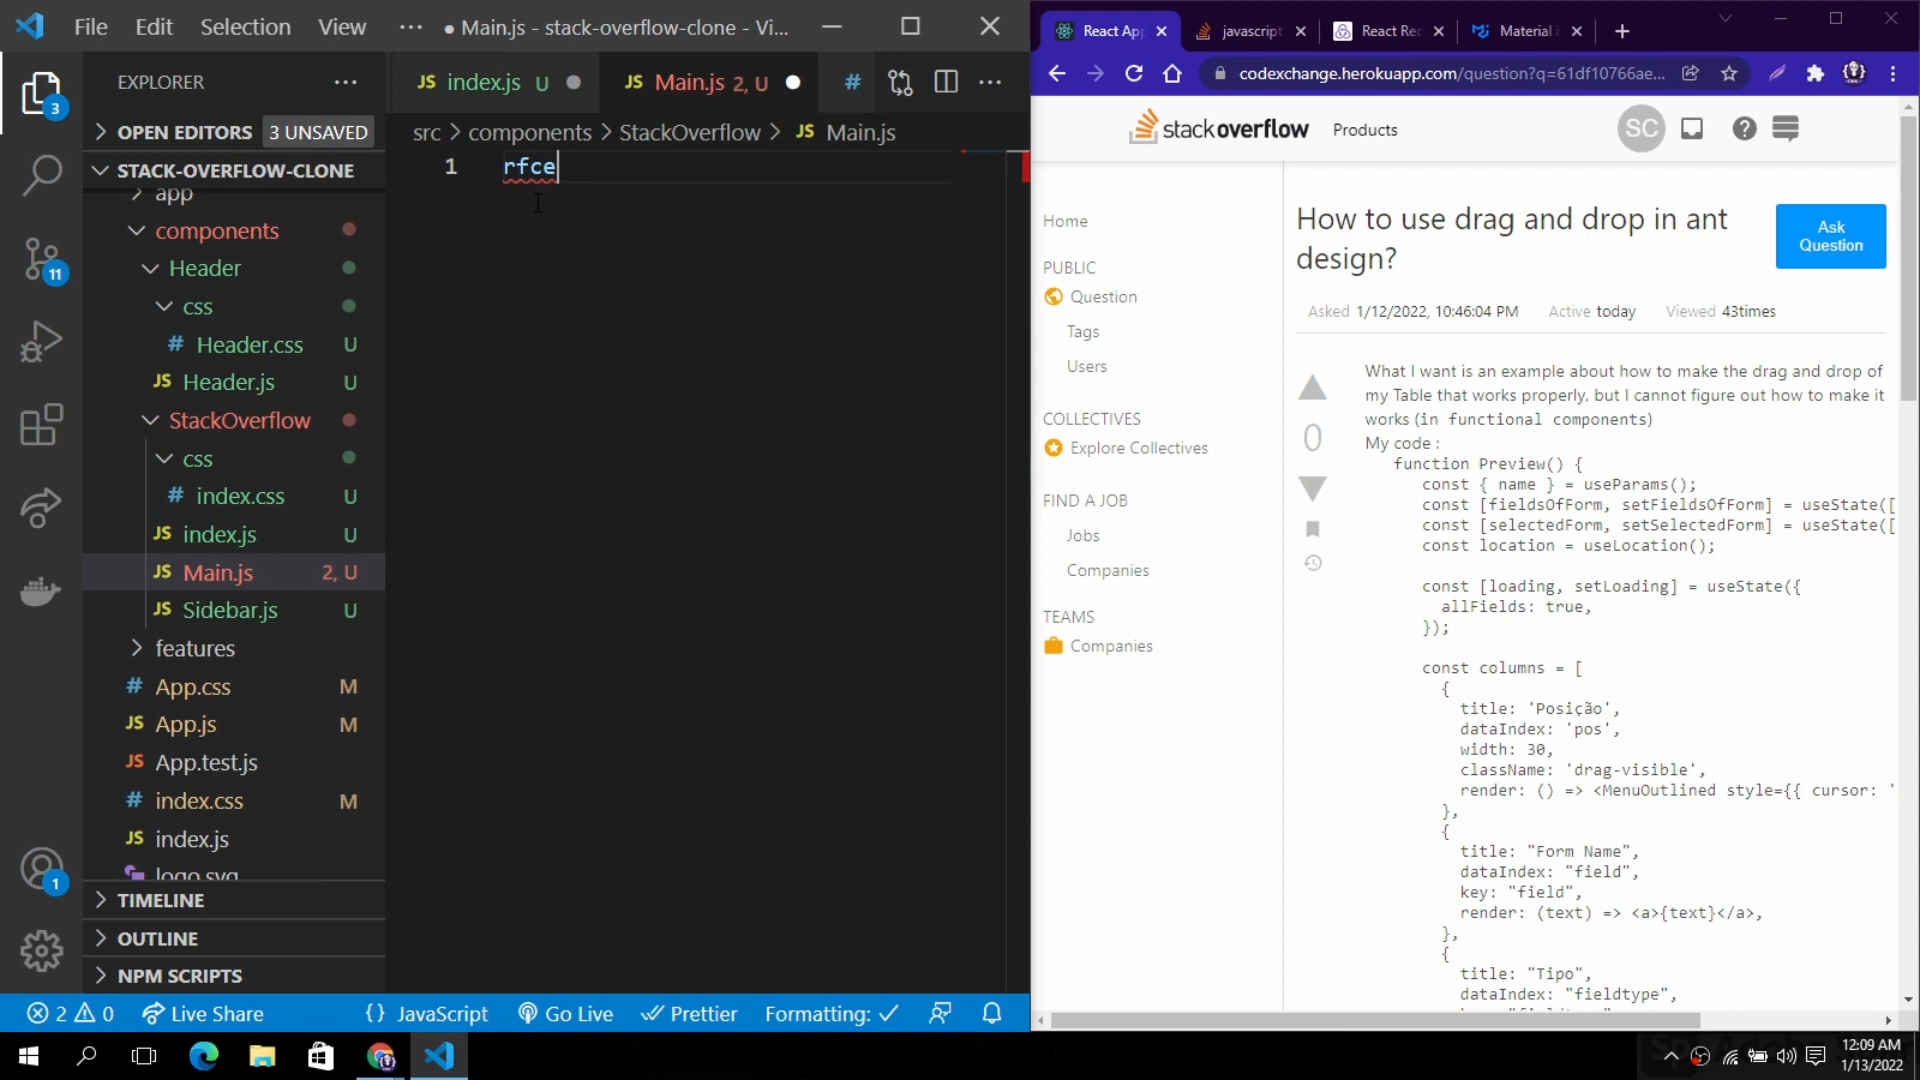 File Edit Selection View ··· ● Main.js - stack-overflow-clone - Vi...
EXPLORER ···
JS index.js U JS Main.js 2, U #
OPEN EDITORS 3 UNSAVED
src > components > StackOverflow > JS Main.js
STACK-OVERFLOW-CLONE
1 rfce
app
components
Header
css
# Header.css U
JS Header.js U
StackOverflow
css
# index.css U
JS index.js U
JS Main.js 2, U
JS Sidebar.js U
features
# App.css M
JS App.js M
JS App.test.js
# index.css M
JS index.js
logo.svg
TIMELINE
OUTLINE
NPM SCRIPTS
3
11
1
2 0 Live Share {} JavaScript Go Live Prettier Formatting: ✓
React App javascript React Red Material
codexchange.herokuapp.com/question?q=61df10766ae...
stackoverflow Products SC
Home
PUBLIC
Question
Tags
Users
COLLECTIVES
Explore Collectives
FIND A JOB
Jobs
Companies
TEAMS
Companies
How to use drag and drop in ant
design?
Ask
Question
Asked 1/12/2022, 10:46:04 PM Active today Viewed 43times
0
What I want is an example about how to make the drag and drop of
my Table that works properly, but I cannot figure out how to make it
works (in functional components)
My code :
function Preview() {
const { name } = useParams();
const [fieldsOfForm, setFieldsOfForm] = useState([
const [selectedForm, setSelectedForm] = useState([
const location = useLocation();
const [loading, setLoading] = useState({
allFields: true,
});
const columns = [
{
title: 'Posição',
dataIndex: 'pos',
width: 30,
className: 'drag-visible',
render: () => <MenuOutlined style={{ cursor: '
},
{
title: "Form Name",
dataIndex: "field",
key: "field",
render: (text) => <a>{text}</a>,
},
{
title: "Tipo",
dataIndex: "fieldtype",
12:09 AM
1/13/2022